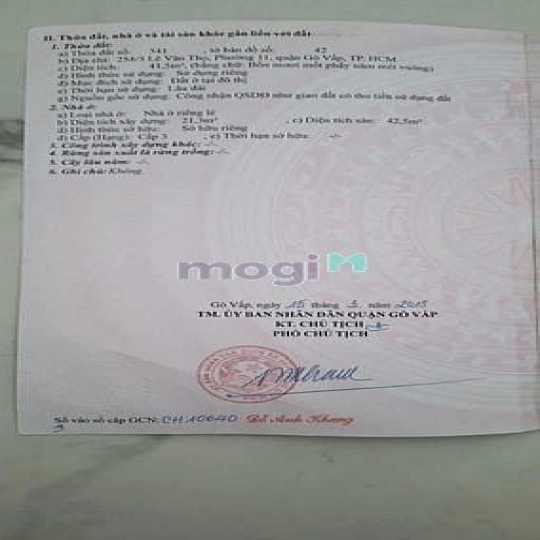 II. Thửa đất, nhà ở và tài sản khác gắn liền với đất
1. Thửa đất:
a) Thửa đất số: 341 , tờ bản đồ số: 42
b) Địa chỉ: 254/3 Lê Văn Thọ, Phường 11, quận Gò Vấp, TP. HCM
c) Diện tích: 41,5m², (bằng chữ: Bốn mươi mốt phẩy năm mét vuông)
d) Hình thức sử dụng: Sử dụng riêng
đ) Mục đích sử dụng: Đất ở tại đô thị
e) Thời hạn sử dụng: Lâu dài
g) Nguồn gốc sử dụng: Công nhận QSDĐ như giao đất có thu tiền sử dụng đất
2. Nhà ở:
a) Loại nhà ở: Nhà ở riêng lẻ
b) Diện tích xây dựng: 21,3m² , c) Diện tích sàn: 42,5m²
d) Hình thức sở hữu: Sở hữu riêng
đ) Cấp (Hạng): Cấp 3 , e) Thời hạn sở hữu: -/-
3. Công trình xây dựng khác: -/-
4. Rừng sản xuất là rừng trồng: -/-
5. Cây lâu năm: -/-
6. Ghi chú: Không.
mogi
Gò Vấp, ngày 15 tháng 3 năm 2015
TM. ỦY BAN NHÂN DÂN QUẬN GÒ VẤP
KT. CHỦ TỊCH
PHÓ CHỦ TỊCH
Số vào sổ cấp GCN: CH10640 Đỗ Anh Khang